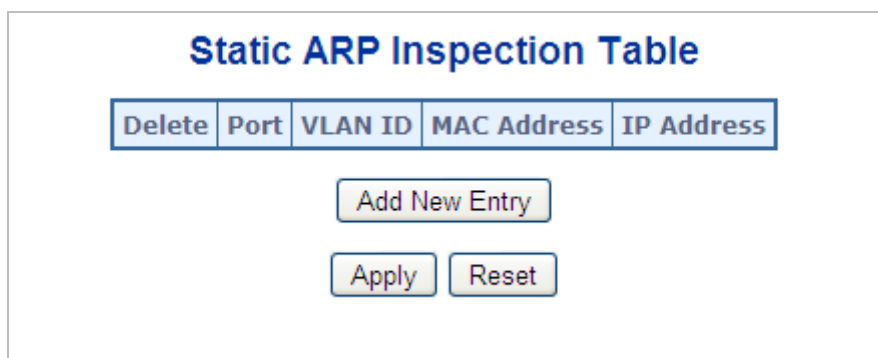 Static ARP Inspection Table
Delete Port VLAN ID MAC Address IP Address
Add New Entry
Apply Reset